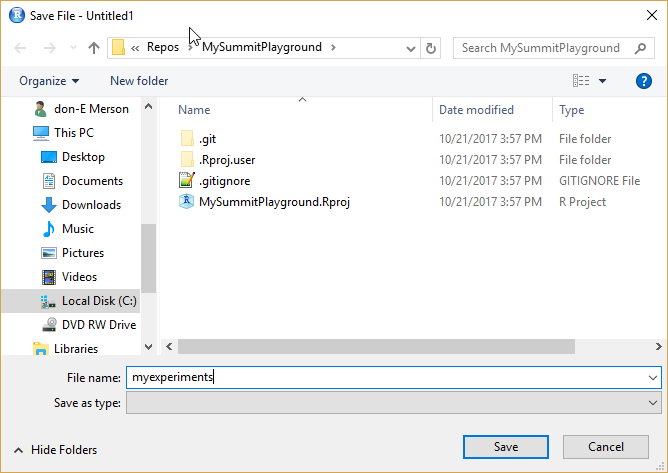 Save File - Untitled1
« Repos › MySummitPlayground ›
Search MySummitPlayground
Organize
New folder
don-E Merson
This PC
Desktop
Documents
Downloads
Music
Pictures
Videos
Local Disk (C:)
DVD RW Drive
Libraries
Name Date modified Type
.git 10/21/2017 3:57 PM File folder
.Rproj.user 10/21/2017 3:57 PM File folder
.gitignore 10/21/2017 3:57 PM GITIGNORE File
MySummitPlayground.Rproj 10/21/2017 3:57 PM R Project
File name: myexperiments
Save as type:
Hide Folders
Save
Cancel